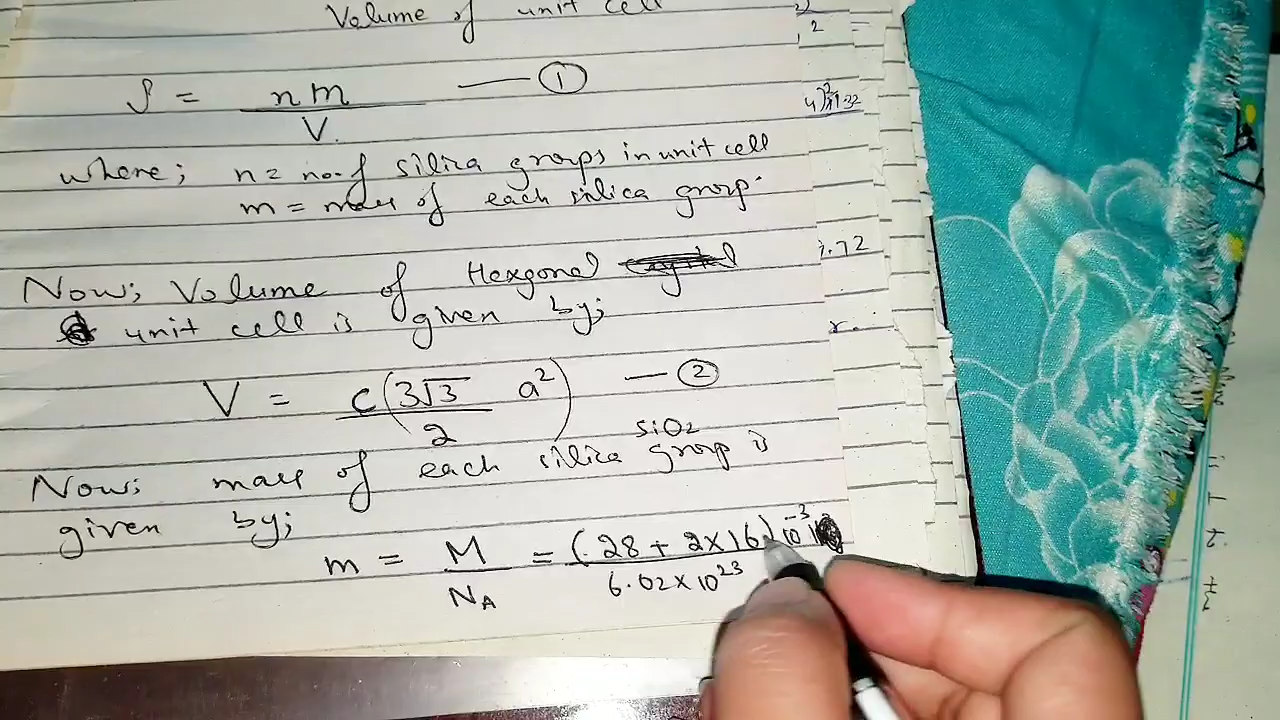 Volume of unit cell
ρ = nm / V. — ①
where; n = no. of silica groups in unit cell
m = mass of each silica group.
Now; Volume of Hexgonal
unit cell is given by;
V = c(3√3 / 2 a²) — ②
SiO₂
Now; mass of each silica group is
given by;
m = M / N_A = (28 + 2×16) 10⁻³ / 6.02×10²³